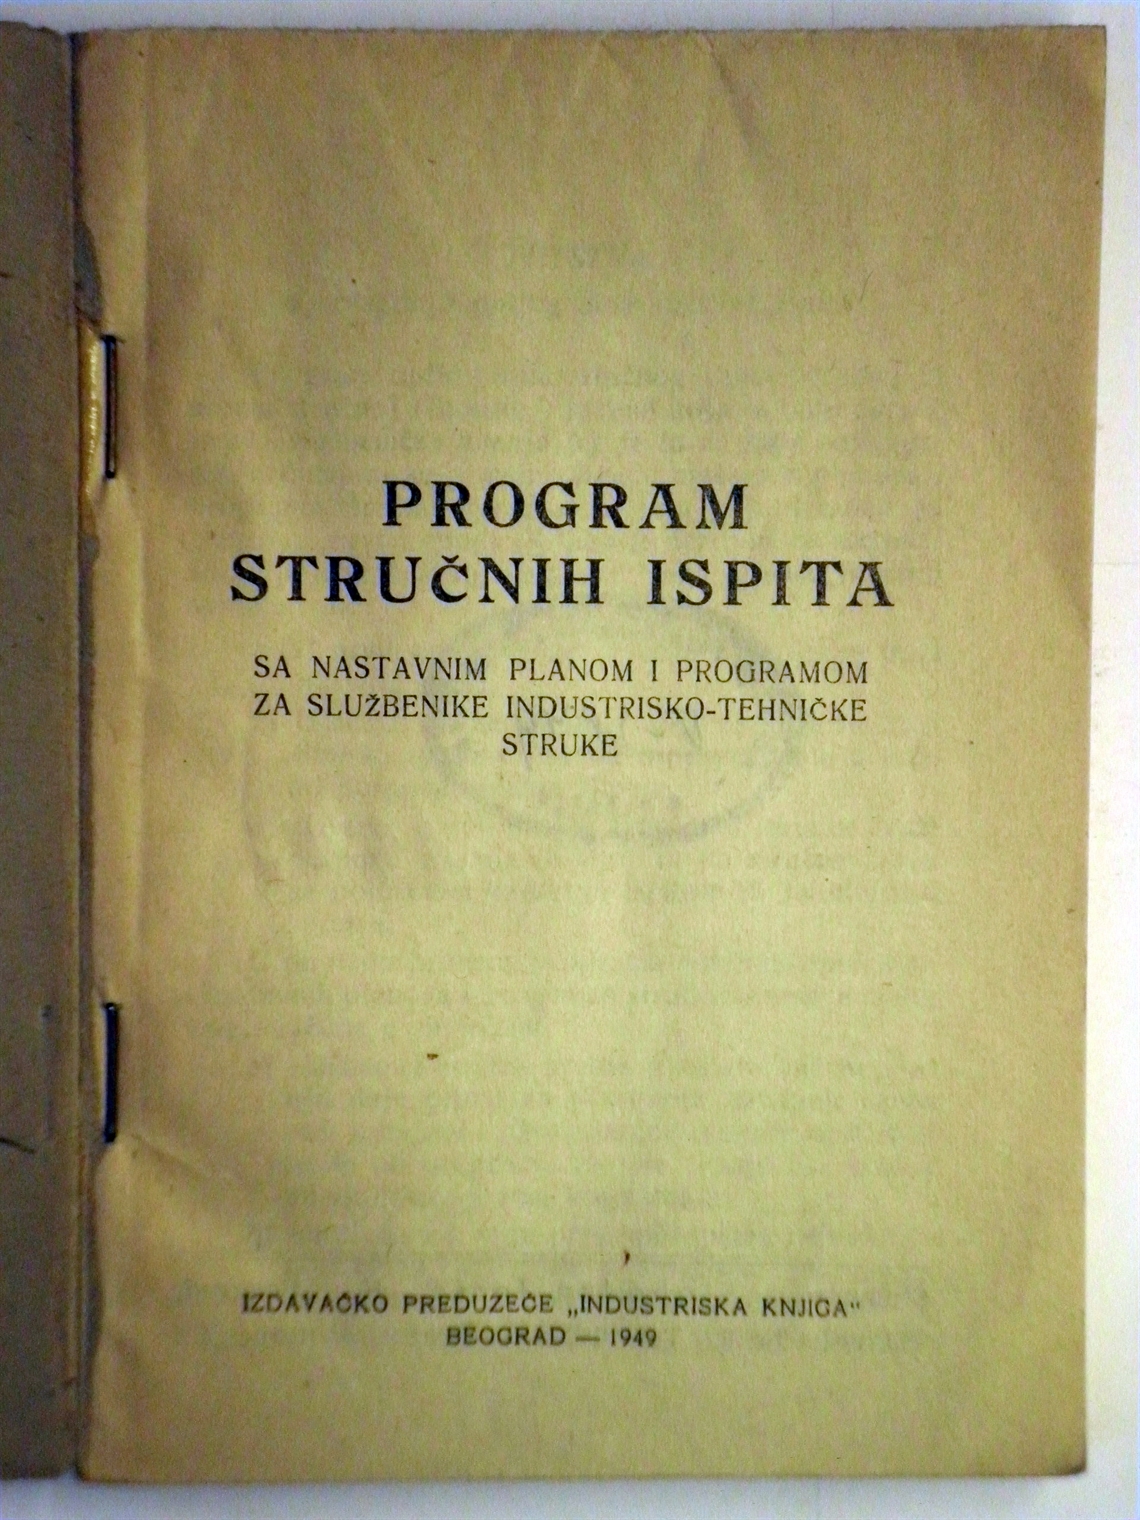 PROGRAM
STRUČNIH ISPITA
SA NASTAVNIM PLANOM I PROGRAMOM
ZA SLUŽBENIKE INDUSTRISKO-TEHNIČKE
STRUKE
IZDAVAČKO PREDUZEĆE „INDUSTRISKA KNJIGA“
BEOGRAD — 1949